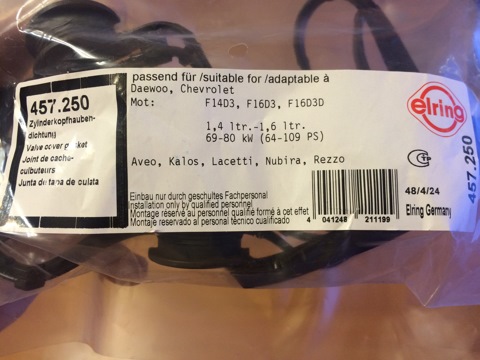 457.250
Zylinderkopfhauben-
dichtung
Valve cover gasket
Joint de cache-
culbuteurs
Junta de tapa de culata
passend für /suitable for /adaptable à
Daewoo, Chevrolet
Mot: F14D3, F16D3, F16D3D
1,4 ltr.-1,6 ltr.
69-80 kW (64-109 PS)
Aveo, Kalos, Lacetti, Nubira, Rezzo
Einbau nur durch geschultes Fachpersonal
Installation only by qualified personnel
Montage réservé au personnel qualifié formé à cet effet
Montaje reservado al personal técnico cualificado
4 041248 211199
elring
СТР
48/4/24
Elring Germany
457.250